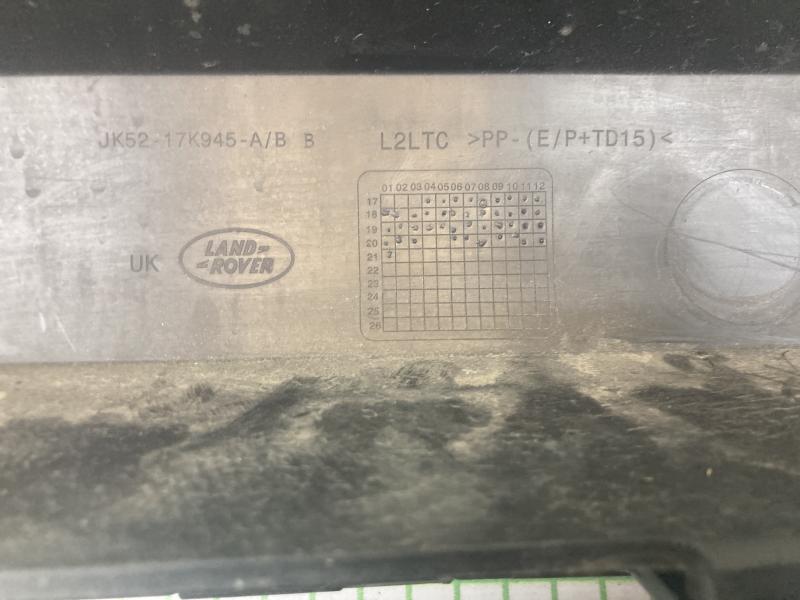 JK52-17K945-A/B B
L2LTC >PP-(E/P+TD15)<
01 02 03 04 05 06 07 08 09 10 11 12
17
18
19
20
21
22
23
24
25
26
UK
LAND
ROVER